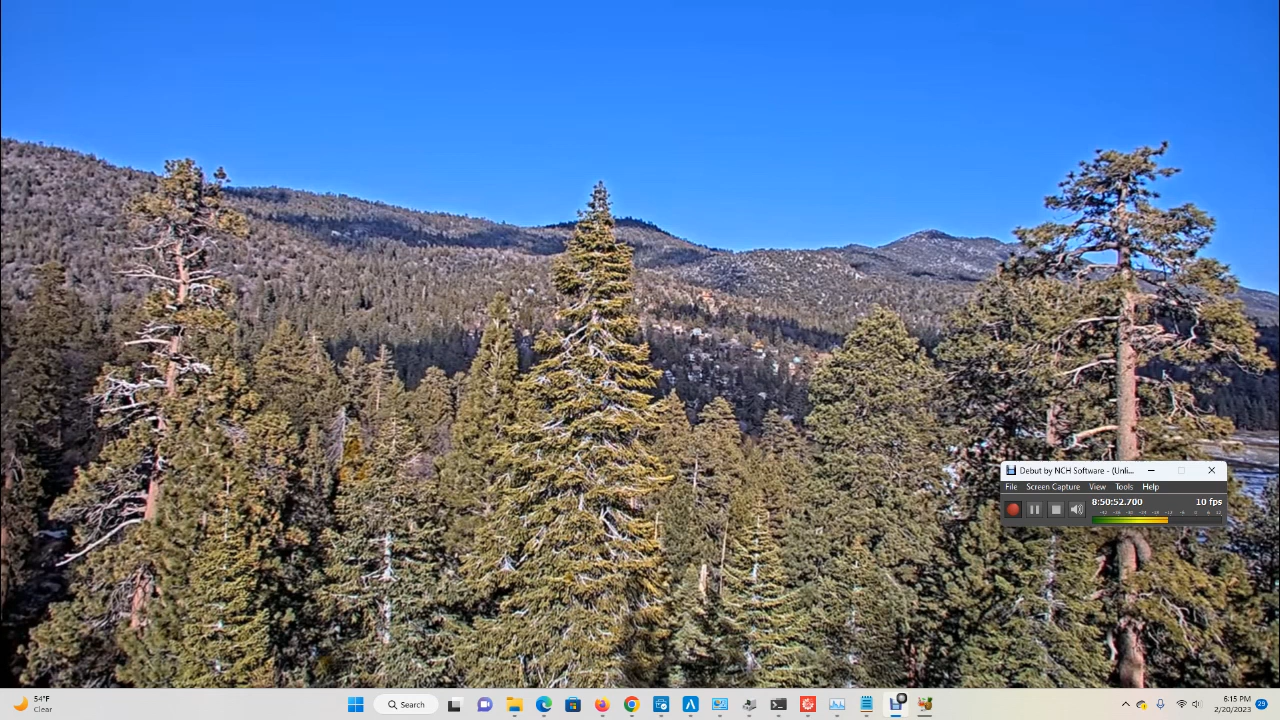 Debut by NCH Software - (Unli...
File Screen Capture View Tools Help
8:50:52.700 10 fps
54°F
Clear
Search
6:15 PM
2/20/2023
29